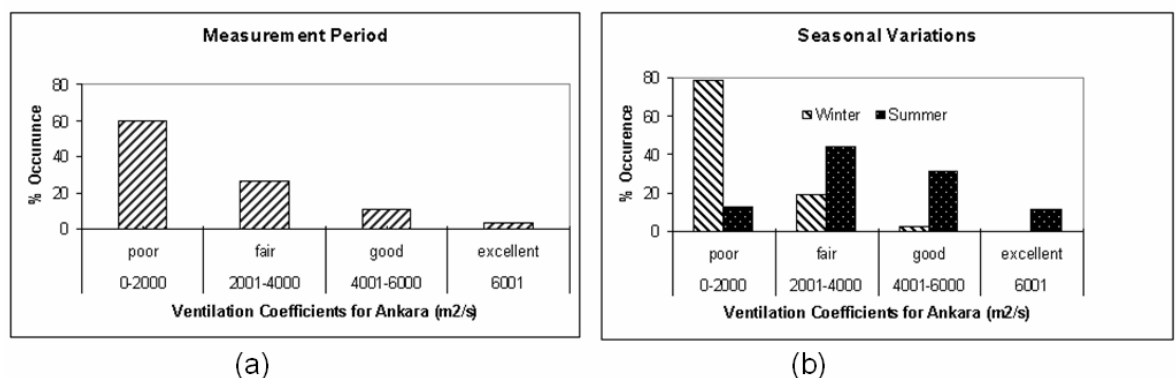 Measurement Period
% Occurunce
80
60
40
20
0
poor fair good excellent
0-2000 2001-4000 4001-6000 6001
Ventilation Coefficients for Ankara (m2/s)
(a)
Seasonal Variations
% Occurence
80
60
40
20
0
Winter Summer
poor fair good excellent
0-2000 2001-4000 4001-6000 6001
Ventilation Coefficients for Ankara (m2/s)
(b)